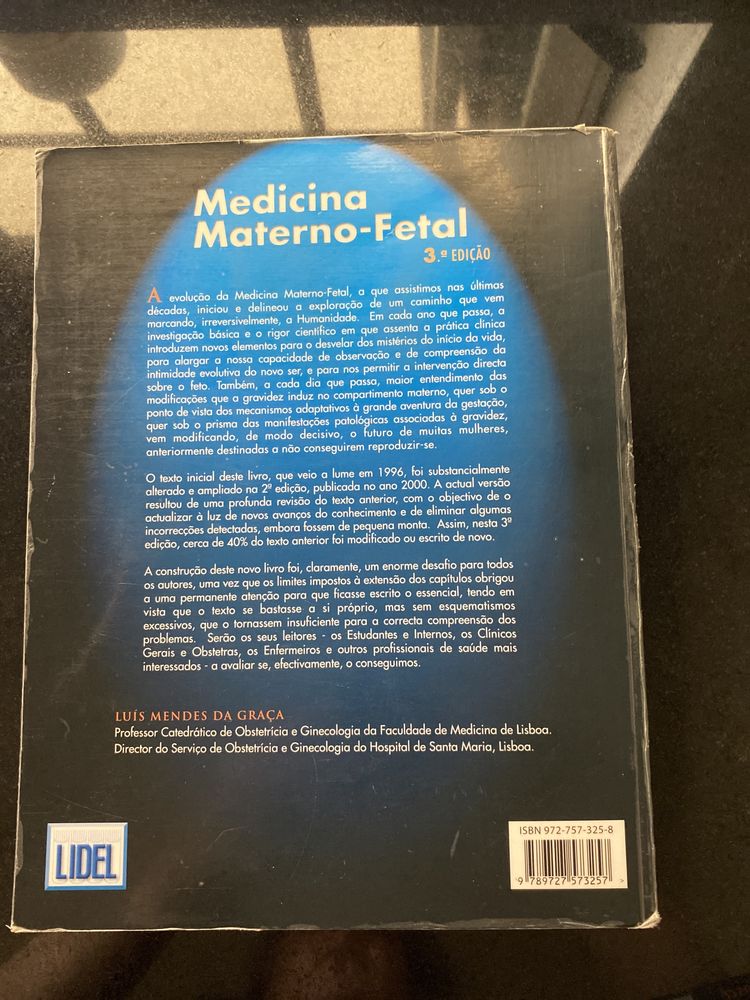 Medicina
Materno-Fetal
3.ª EDIÇÃO
A evolução da Medicina Materno-Fetal, a que assistimos nas últimas
décadas, iniciou e delineou a exploração de um caminho que vem
marcando, irreversivelmente, a Humanidade. Em cada ano que passa, a
investigação básica e o rigor científico em que assenta a prática clínica
introduzem novos elementos para o desvelar dos mistérios do início da vida,
para alargar a nossa capacidade de observação e de compreensão da
intimidade evolutiva do novo ser, e para nos permitir a intervenção directa
sobre o feto. Também, a cada dia que passa, maior entendimento das
modificações que a gravidez induz no compartimento materno, quer sob o
ponto de vista dos mecanismos adaptativos à grande aventura da gestação,
quer sob o prisma das manifestações patológicas associadas à gravidez,
vem modificando, de modo decisivo, o futuro de muitas mulheres,
anteriormente destinadas a não conseguirem reproduzir-se.
O texto inicial deste livro, que veio a lume em 1996, foi substancialmente
alterado e ampliado na 2ª edição, publicada no ano 2000. A actual versão
resultou de uma profunda revisão do texto anterior, com o objectivo de o
actualizar à luz de novos avanços do conhecimento e de eliminar algumas
incorrecções detectadas, embora fossem de pequena monta. Assim, nesta 3ª
edição, cerca de 40% do texto anterior foi modificado ou escrito de novo.
A construção deste novo livro foi, claramente, um enorme desafio para todos
os autores, uma vez que os limites impostos à extensão dos capítulos obrigou
a uma permanente atenção para que ficasse escrito o essencial, tendo em
vista que o texto se bastasse a si próprio, mas sem esquematismos
excessivos, que o tornassem insuficiente para a correcta compreensão dos
problemas. Serão os seus leitores - os Estudantes e Internos, os Clínicos
Gerais e Obstetras, os Enfermeiros e outros profissionais de saúde mais
interessados - a avaliar se, efectivamente, o conseguimos.
LUÍS MENDES DA GRAÇA
Professor Catedrático de Obstetrícia e Ginecologia da Faculdade de Medicina de Lisboa.
Director do Serviço de Obstetrícia e Ginecologia do Hospital de Santa Maria, Lisboa.
LIDEL
ISBN 972-757-325-8
9 789727 573257 >